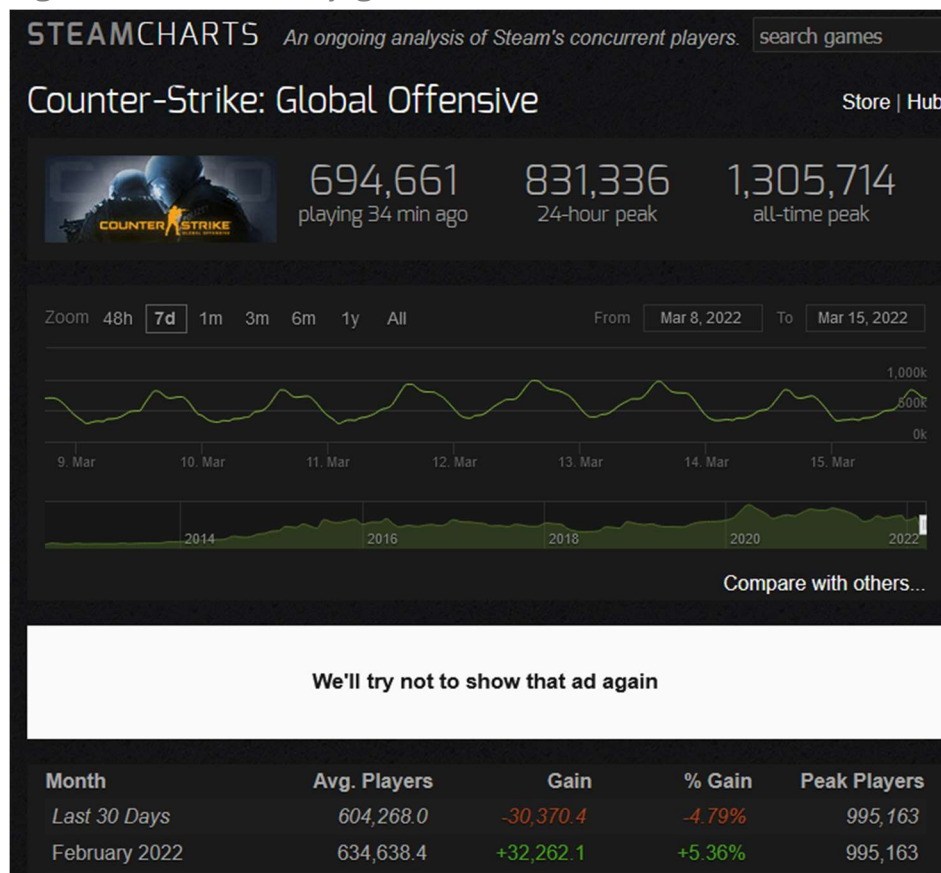 STEAMCHARTS An ongoing analysis of Steam's concurrent players. search games
Counter-Strike: Global Offensive Store | Hub
COUNTER STRIKE
GLOBAL OFFENSIVE
694,661 831,336 1,305,714
playing 34 min ago 24-hour peak all-time peak
Zoom 48h 7d 1m 3m 6m 1y All From Mar 8, 2022 To Mar 15, 2022
1,000k
500k
0k
9. Mar 10. Mar 11. Mar 12. Mar 13. Mar 14. Mar 15. Mar
2014 2016 2018 2020 2022
Compare with others...
We'll try not to show that ad again
Month Avg. Players Gain % Gain Peak Players
Last 30 Days 604,268.0 -30,370.4 -4.79% 995,163
February 2022 634,638.4 +32,262.1 +5.36% 995,163